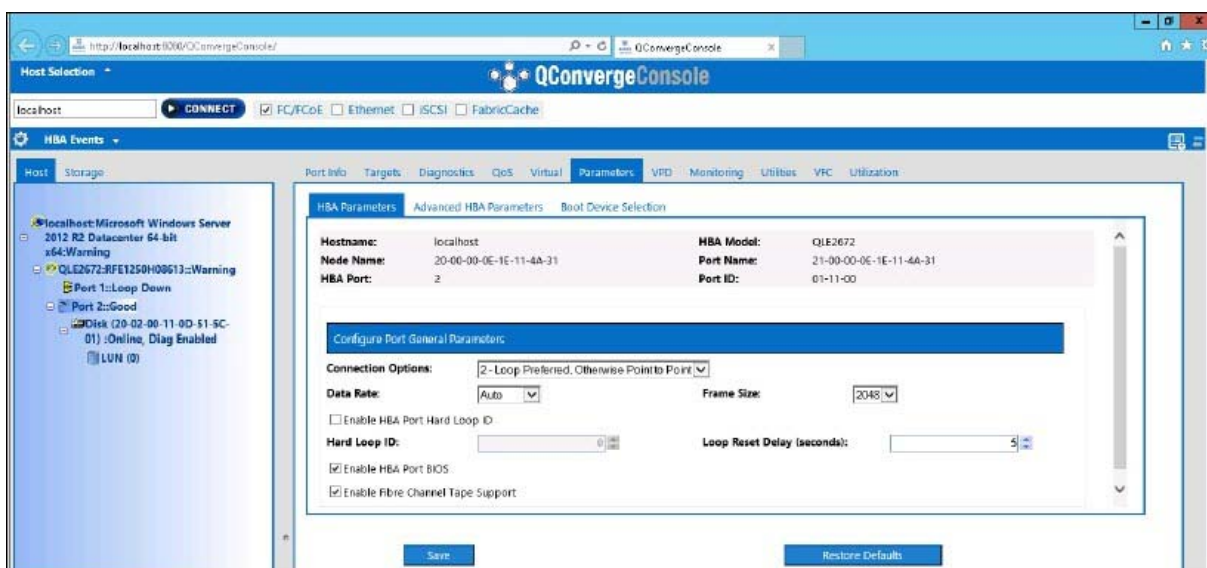 http://localhost:8080/QConvergeConsole/
QConvergeConsole
Host Selection
QConvergeConsole
localhost
CONNECT
FC/FCoE Ethernet iSCSI FabricCache
HBA Events
Host Storage
Port Info Targets Diagnostics QoS Virtual Parameters VPD Monitoring Utilities VFC Utilization
HBA Parameters Advanced HBA Parameters Boot Device Selection
localhost:Microsoft Windows Server
2012 R2 Datacenter 64-bit
x64:Warning
QLE2672:RFE1250H08613::Warning
Port 1::Loop Down
Port 2::Good
Disk (20-02-00-11-0D-51-5C-
01) :Online, Diag Enabled
LUN (0)
Hostname: localhost HBA Model: QLE2672
Node Name: 20-00-00-0E-1E-11-4A-31 Port Name: 21-00-00-0E-1E-11-4A-31
HBA Port: 2 Port ID: 01-11-00
Configure Port General Parameters
Connection Options: 2 - Loop Preferred, Otherwise Point to Point
Data Rate: Auto Frame Size: 2048
Enable HBA Port Hard Loop ID
Hard Loop ID: 0 Loop Reset Delay (seconds): 5
Enable HBA Port BIOS
Enable Fibre Channel Tape Support
Save Restore Defaults